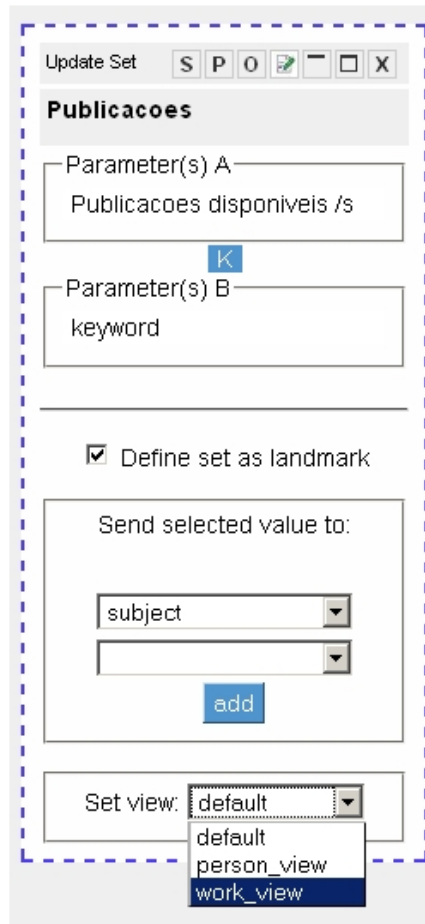 Update Set S P O X
Publicacoes
Parameter(s) A
Publicacoes disponiveis /s
K
Parameter(s) B
keyword
Define set as landmark
Send selected value to:
subject
add
Set view: default
default
person_view
work_view